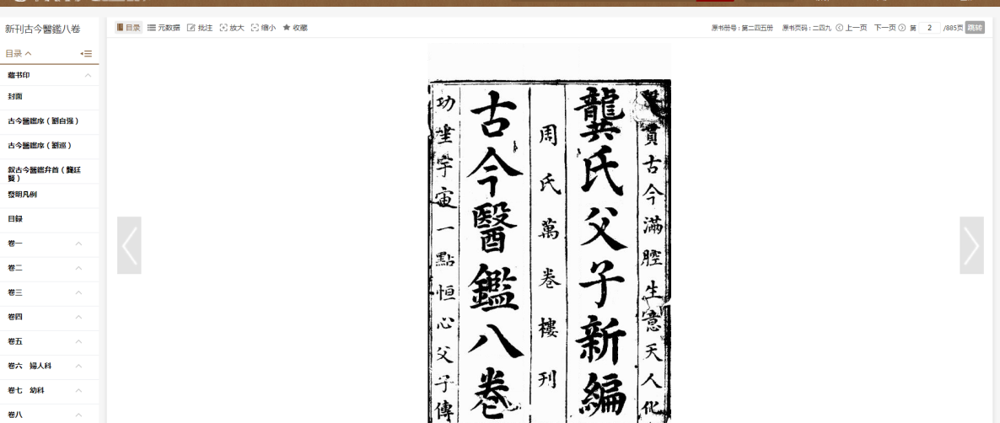 新刊古今醫鑑八卷
目录
藏书印
封面
古今醫鑑序（劉自強）
古今醫鑑序（劉巡）
叙古今醫鑑弁首（龔廷賢）
發明凡例
目録
卷一
卷二
卷三
卷四
卷五
卷六 婦人科
卷七 幼科
卷八
目录 元数据 批注 放大 缩小 收藏
原书册号：第二四五册 原书页码：二四九 上一页 下一页 第 2 /885页 跳转
貫古今滿腔生意天人化
龔氏父子新編
周氏萬卷樓刊
古今醫鑑八卷
功垂宇宙一點恒心父子傳